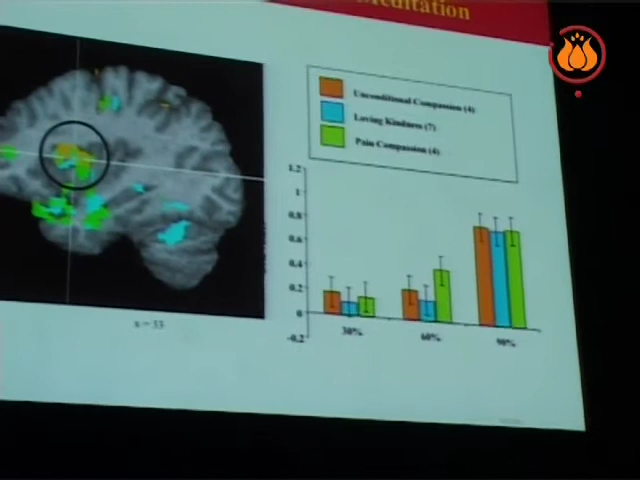 Meditation
Unconditional Compassion (4)
Loving Kindness (7)
Pain Compassion (4)
1.2
1
0.8
0.6
0.4
0.2
0
-0.2
30%
60%
90%
x = 33